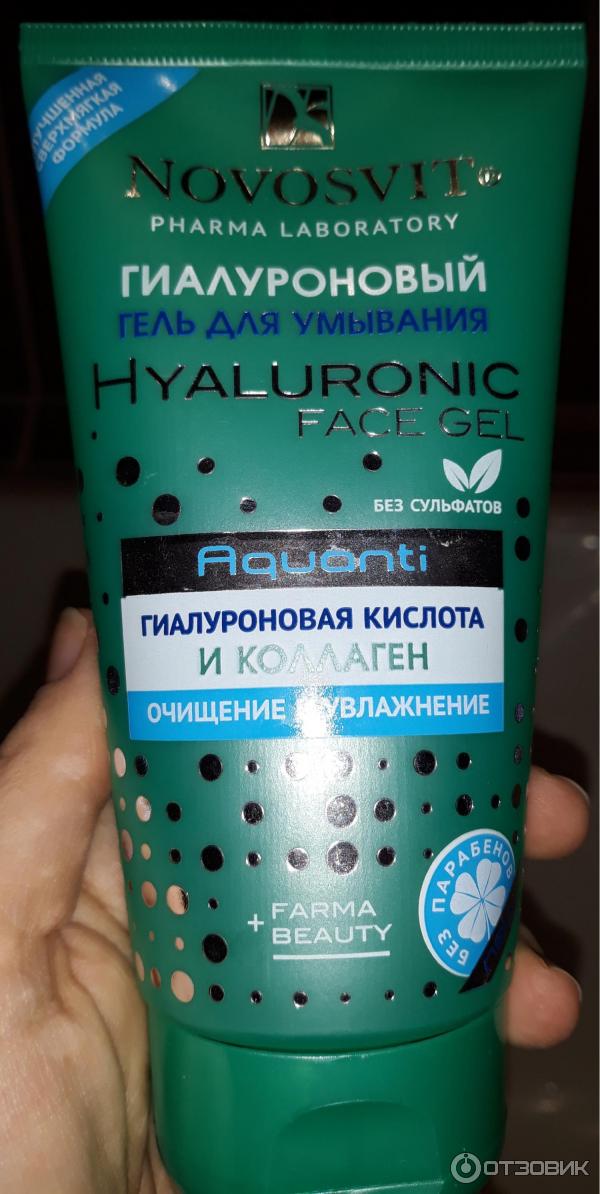 УЛУЧШЕННАЯ
СВЕРХМЯГКАЯ
ФОРМУЛА
NOVOSVIT®
PHARMA LABORATORY
ГИАЛУРОНОВЫЙ
ГЕЛЬ ДЛЯ УМЫВАНИЯ
HYALURONIC
FACE GEL
БЕЗ СУЛЬФАТОВ
Aquanti
ГИАЛУРОНОВАЯ КИСЛОТА
И КОЛЛАГЕН
ОЧИЩЕНИЕ И УВЛАЖНЕНИЕ
БЕЗ ПАРАБЕНОВ
+ FARMA
BEAUTY
ОТЗОВИК